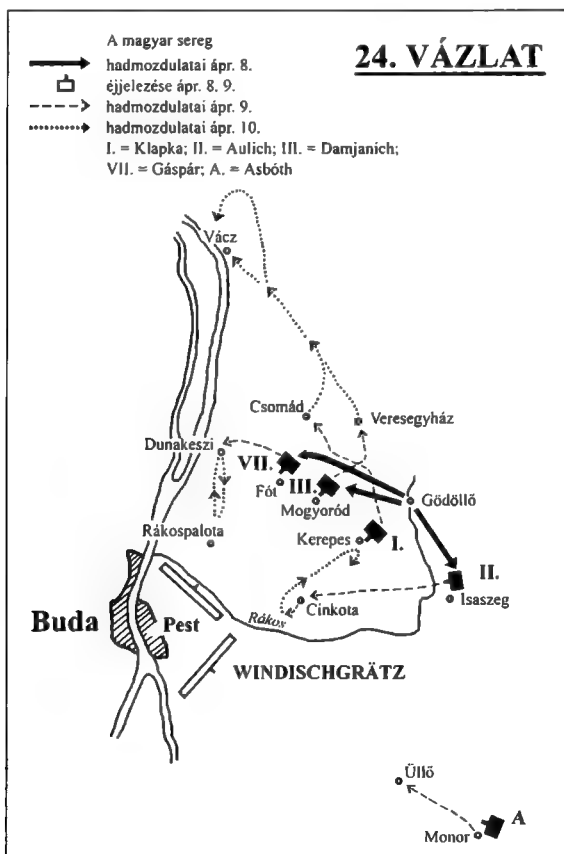 A magyar sereg
24. VÁZLAT
hadmozdulatai ápr. 8.
éjjelezése ápr. 8. 9.
hadmozdulatai ápr. 9.
hadmozdulatai ápr. 10.
I. = Klapka; II. = Aulich; III. = Damjanich;
VII. = Gáspár; A. = Asbóth
Vácz
Csomád
Veresegyház
Dunakeszi
VII.
Fót
III.
Mogyoród
Gödöllő
Rákospalota
Kerepes
I.
II.
Isaszeg
Cinkota
Rákos
Buda
Pest
WINDISCHGRÄTZ
Üllő
A
Monor